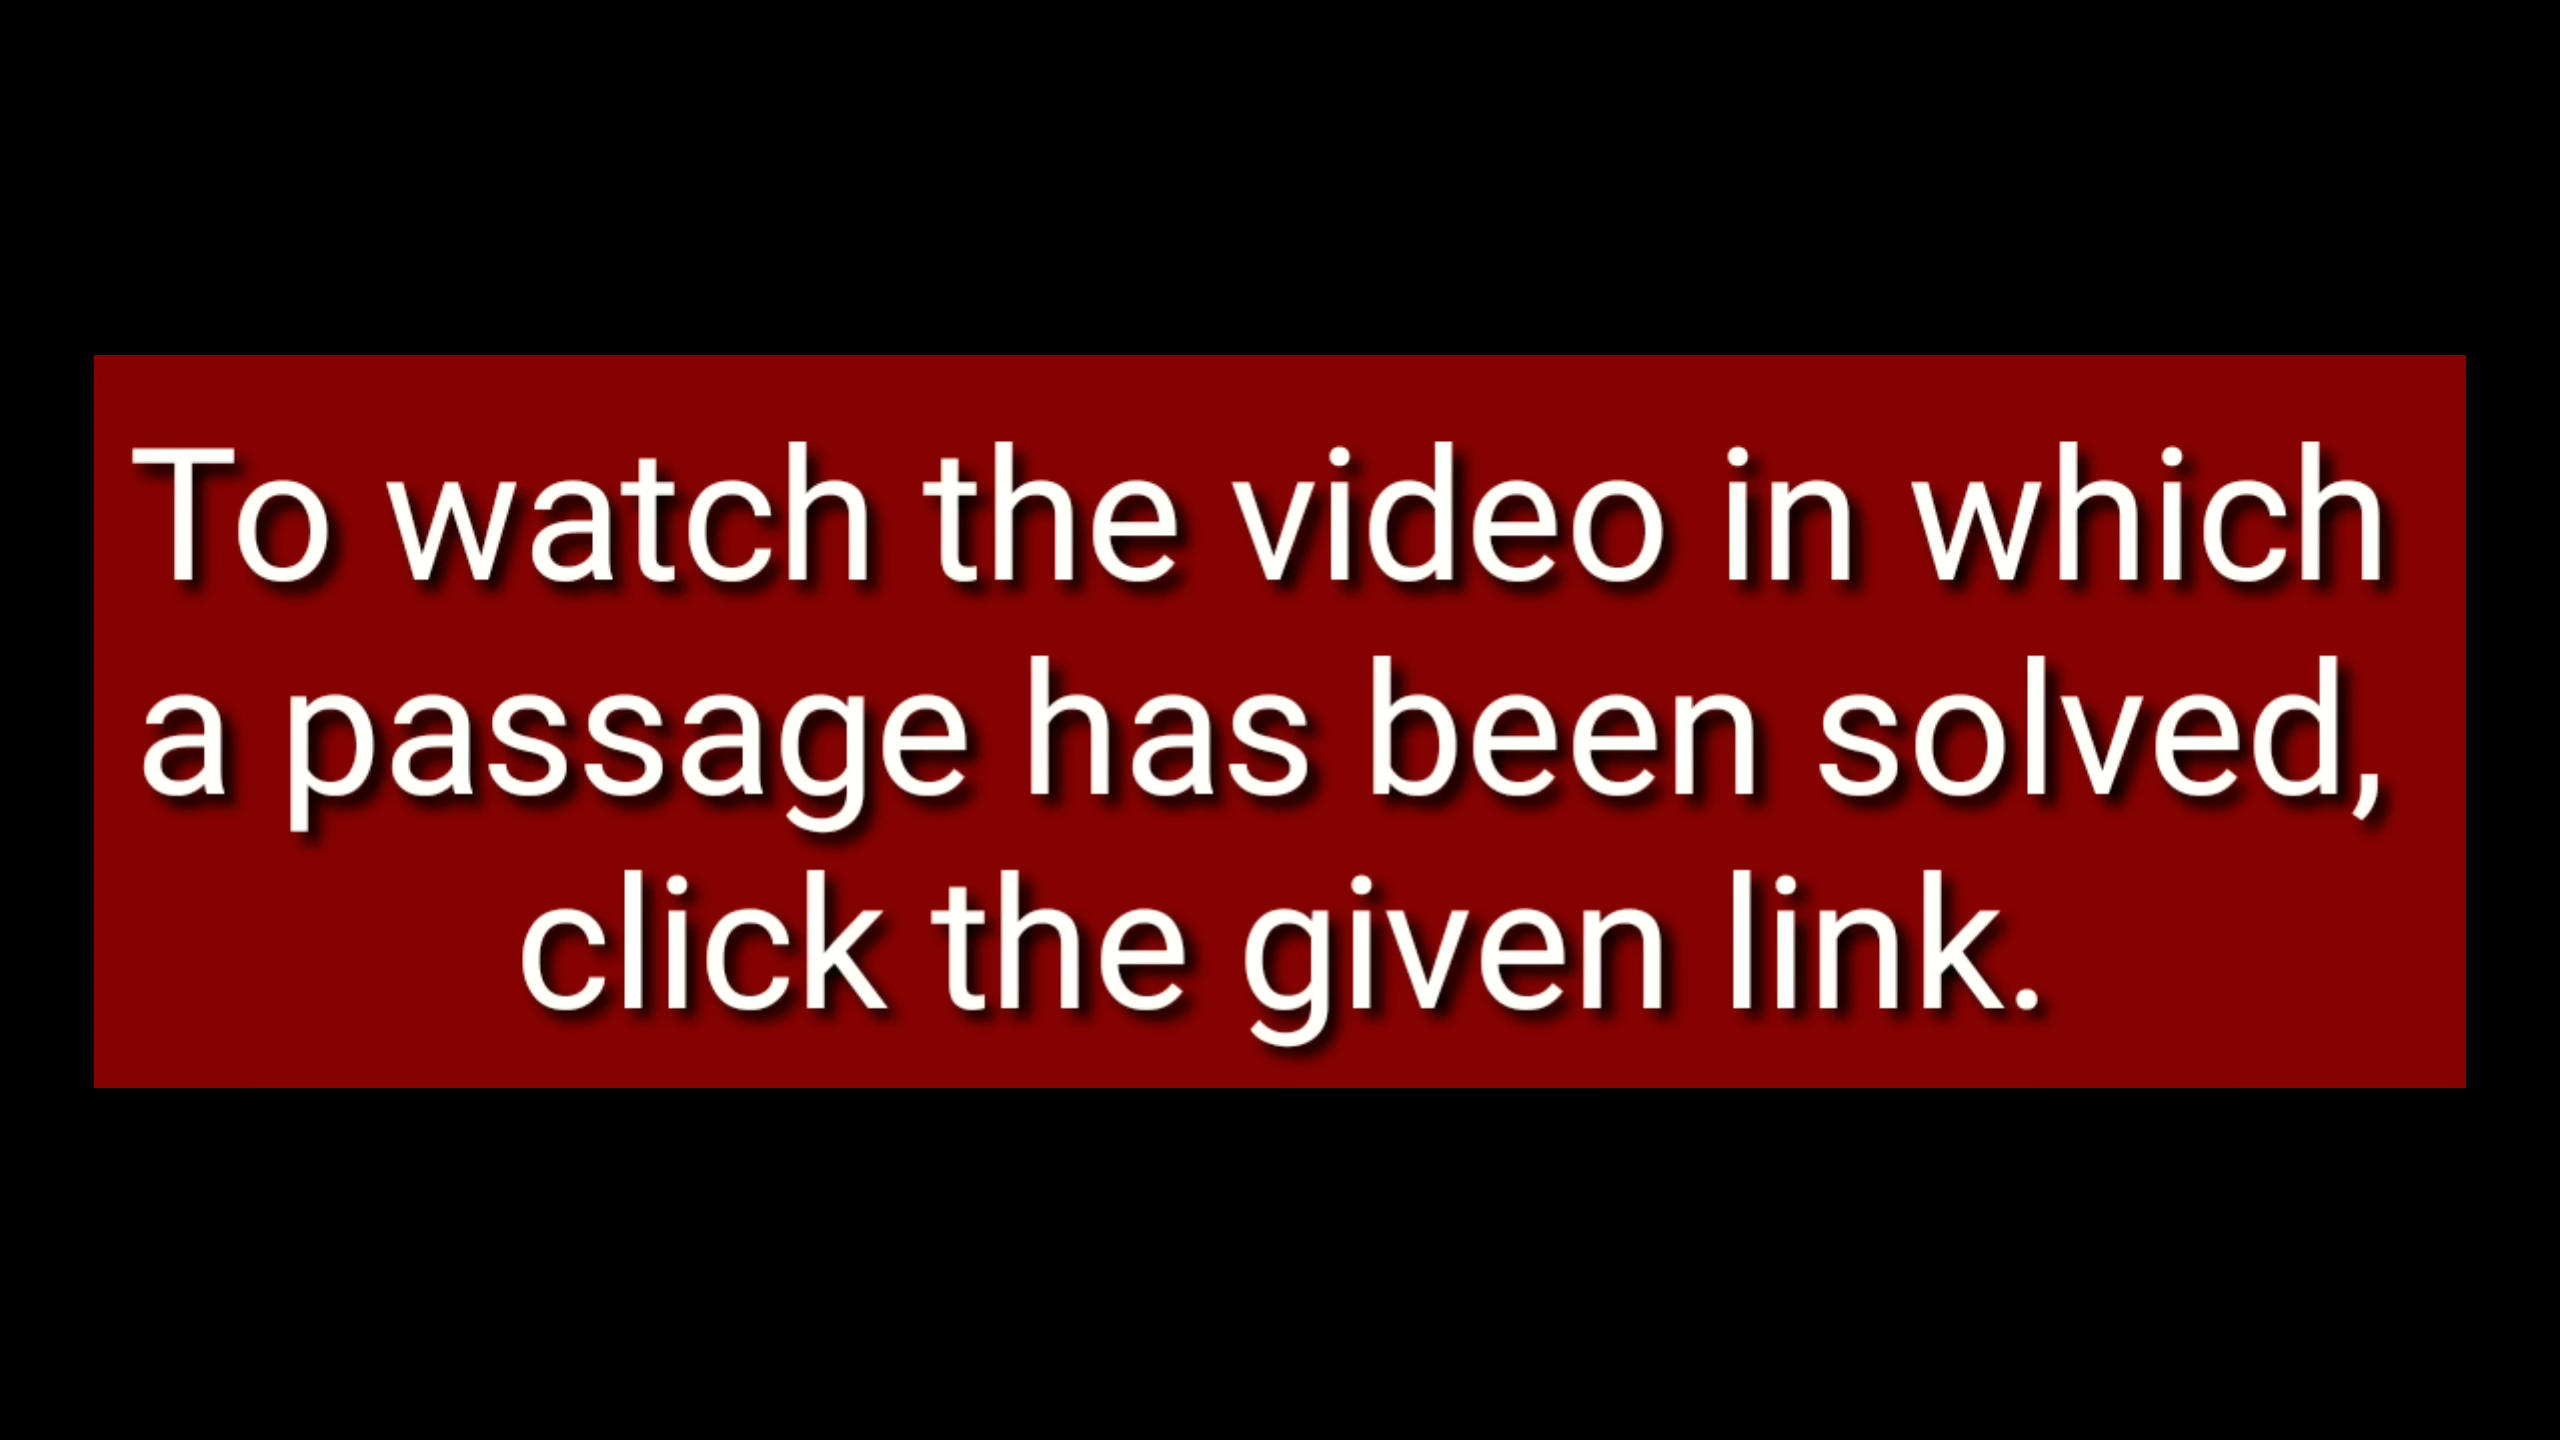 To watch the video in which
a passage has been solved,
click the given link.